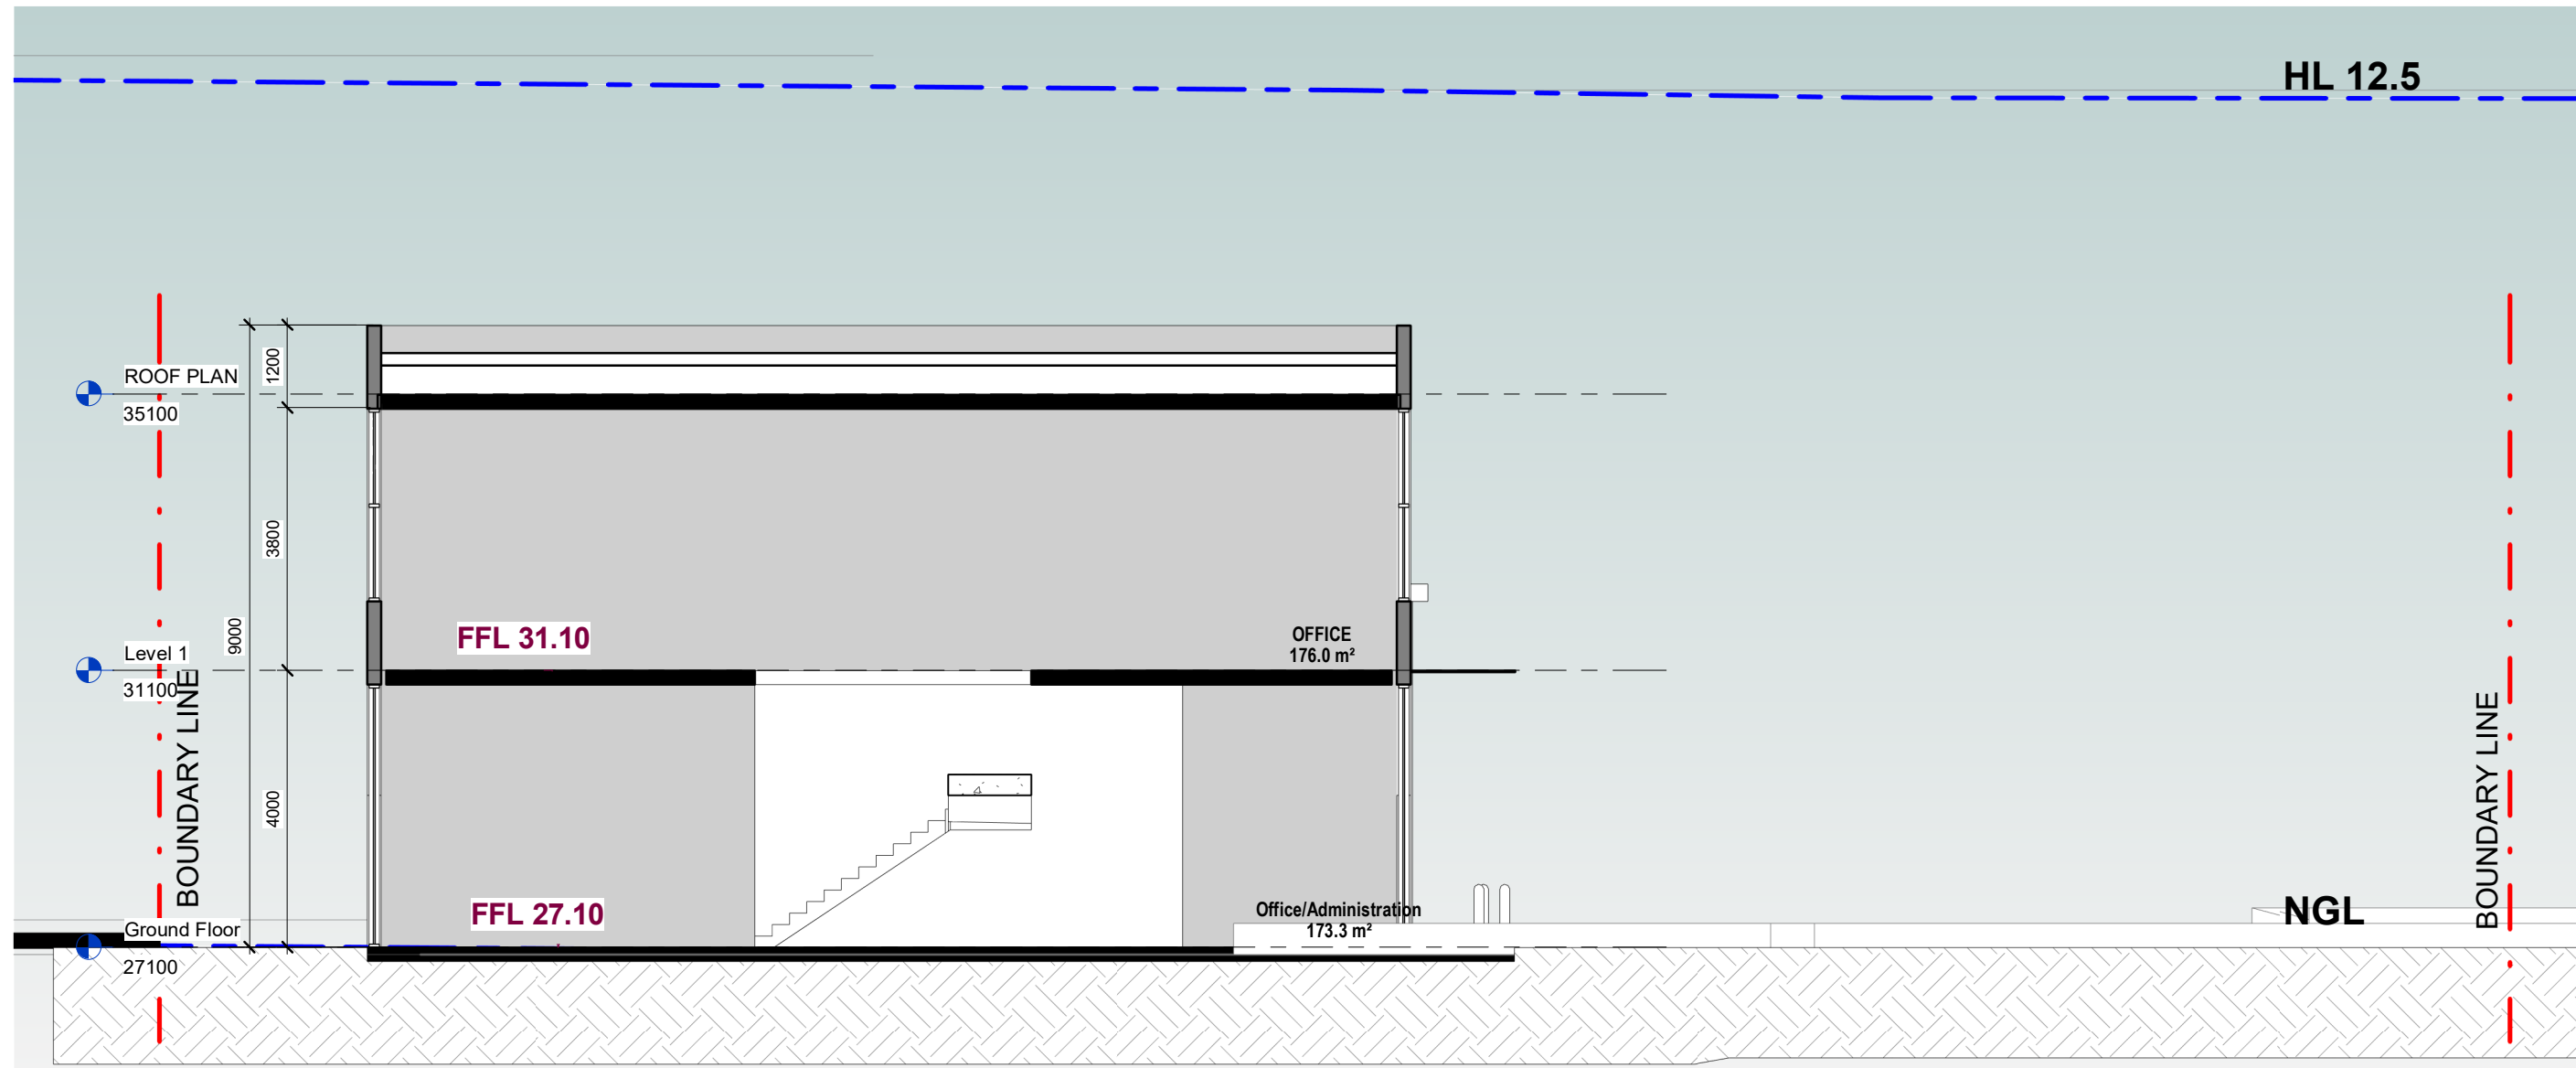 HL 12.5
ROOF PLAN
35100
1200
3800
9000
4000
Level 1
31100
BOUNDARY LINE
FFL 31.10
OFFICE
176.0 m²
BOUNDARY LINE
FFL 27.10
Office/Administration
173.3 m²
NGL
Ground Floor
27100